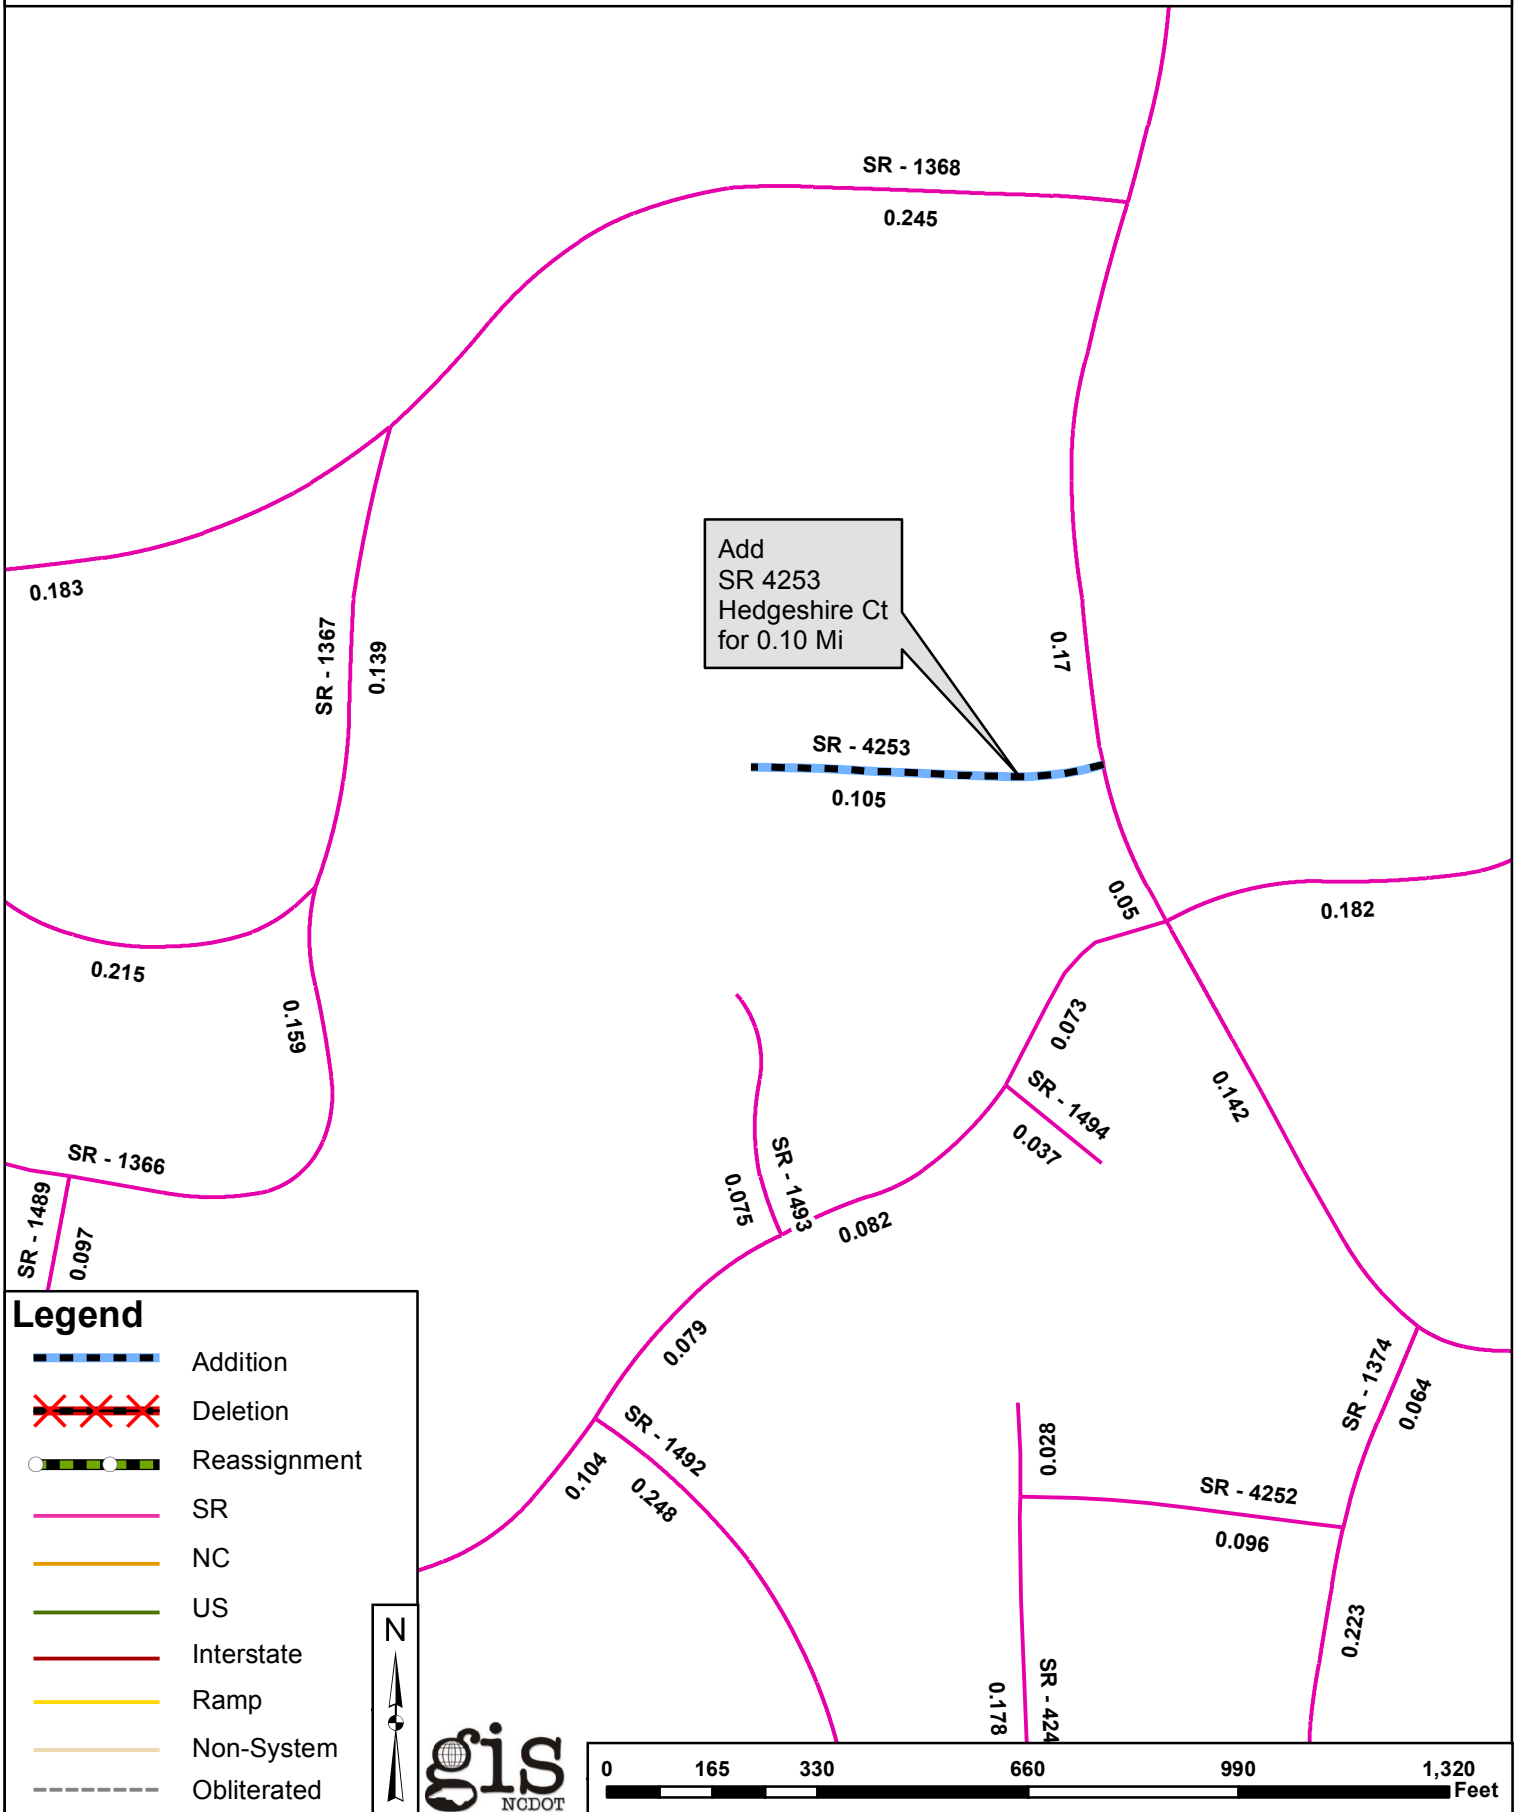 SR - 1368
0.245
0.183
SR - 1367
0.139
Add
SR 4253
Hedgeshire Ct
for 0.10 Mi
0.17
SR - 4253
0.105
0.05
0.182
0.215
0.159
0.073
SR - 1494
0.037
0.142
SR - 1366
SR - 1489
0.097
SR - 1493
0.075
0.082
0.079
SR - 1492
0.104
0.248
SR - 1374
0.064
0.028
SR - 4252
0.096
0.223
0.178
SR - 424
Legend
Addition
Deletion
Reassignment
SR
NC
US
Interstate
Ramp
Non-System
Obliterated
N
gis
NCDOT
0 165 330 660 990 1,320
Feet